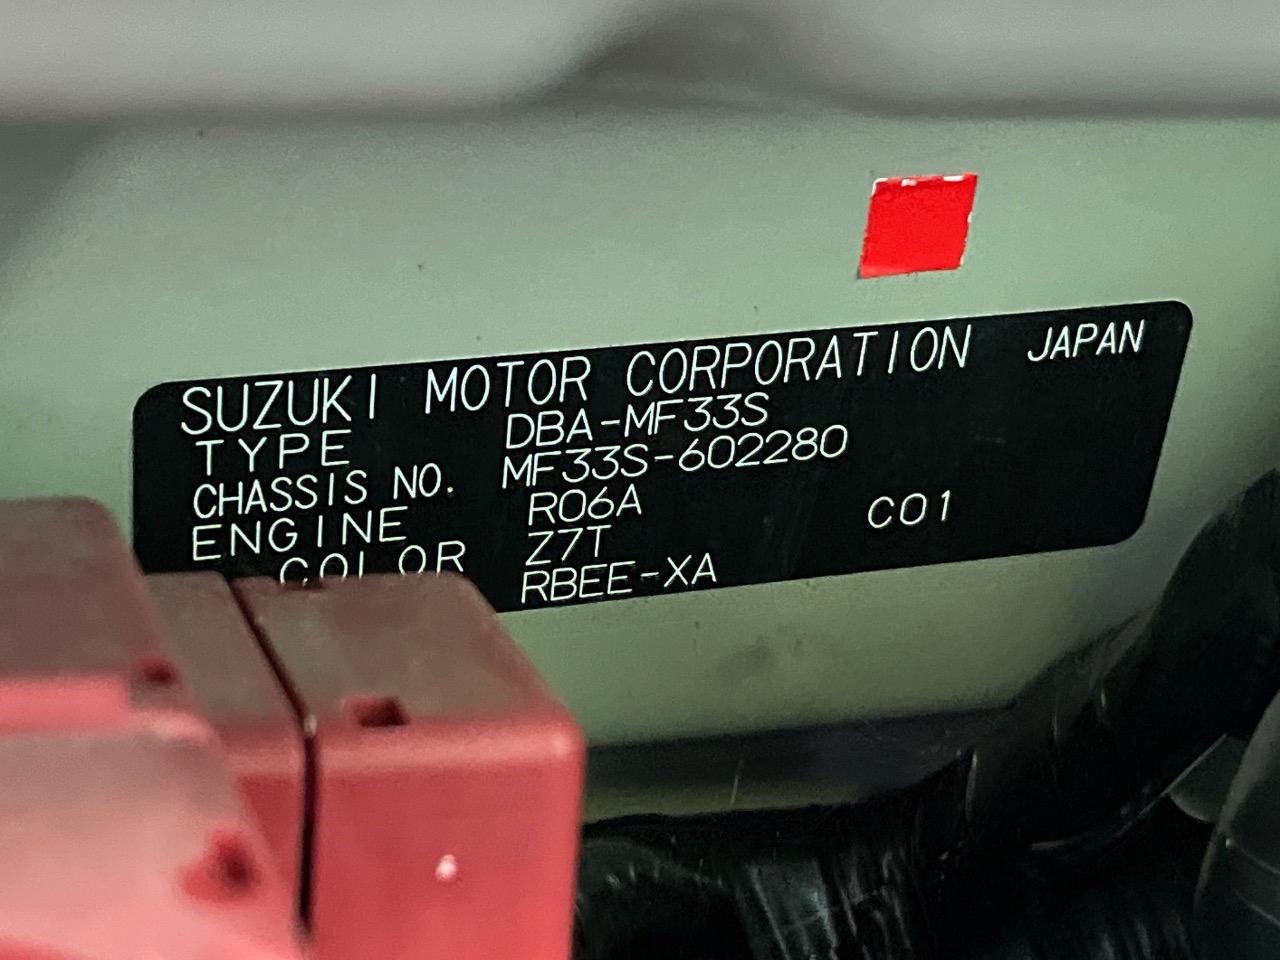 SUZUKI MOTOR CORPORATION JAPAN
TYPE DBA-MF33S
CHASSIS NO. MF33S-602280
ENGINE R06A
COLOR Z7T C01
RBEE-XA